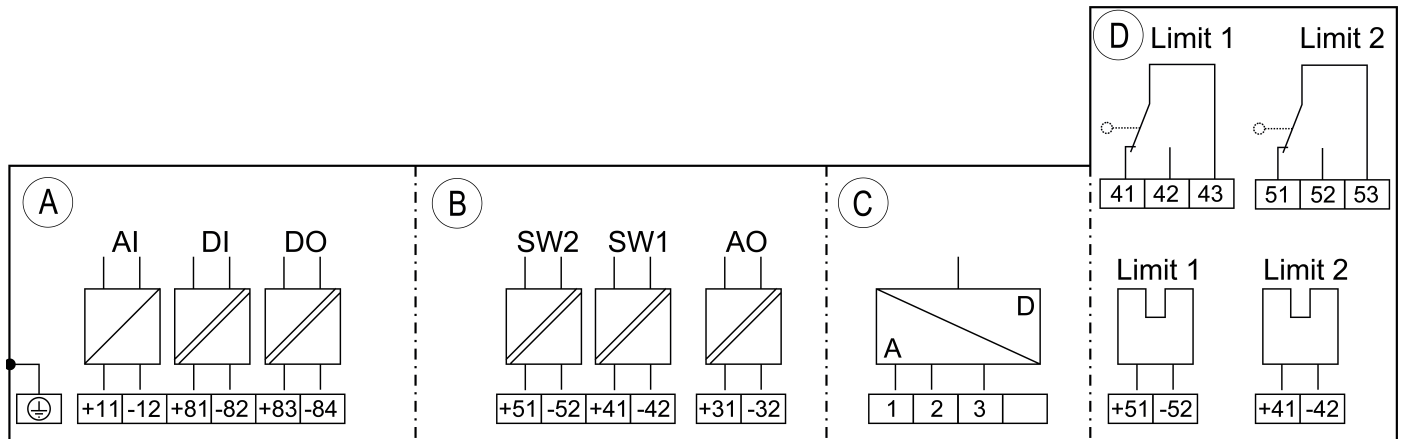 A
AI DI DO
+11 -12 +81 -82 +83 -84
B
SW2 SW1 AO
+51 -52 +41 -42 +31 -32
C
A D
1 2 3
D
Limit 1 Limit 2
41 42 43 51 52 53
Limit 1 Limit 2
+51 -52 +41 -42